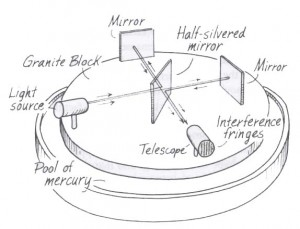 Mirror
Half-silvered
mirror
Granite Block
Mirror
Light
source
Interference
fringes
Telescope
Pool of
mercury